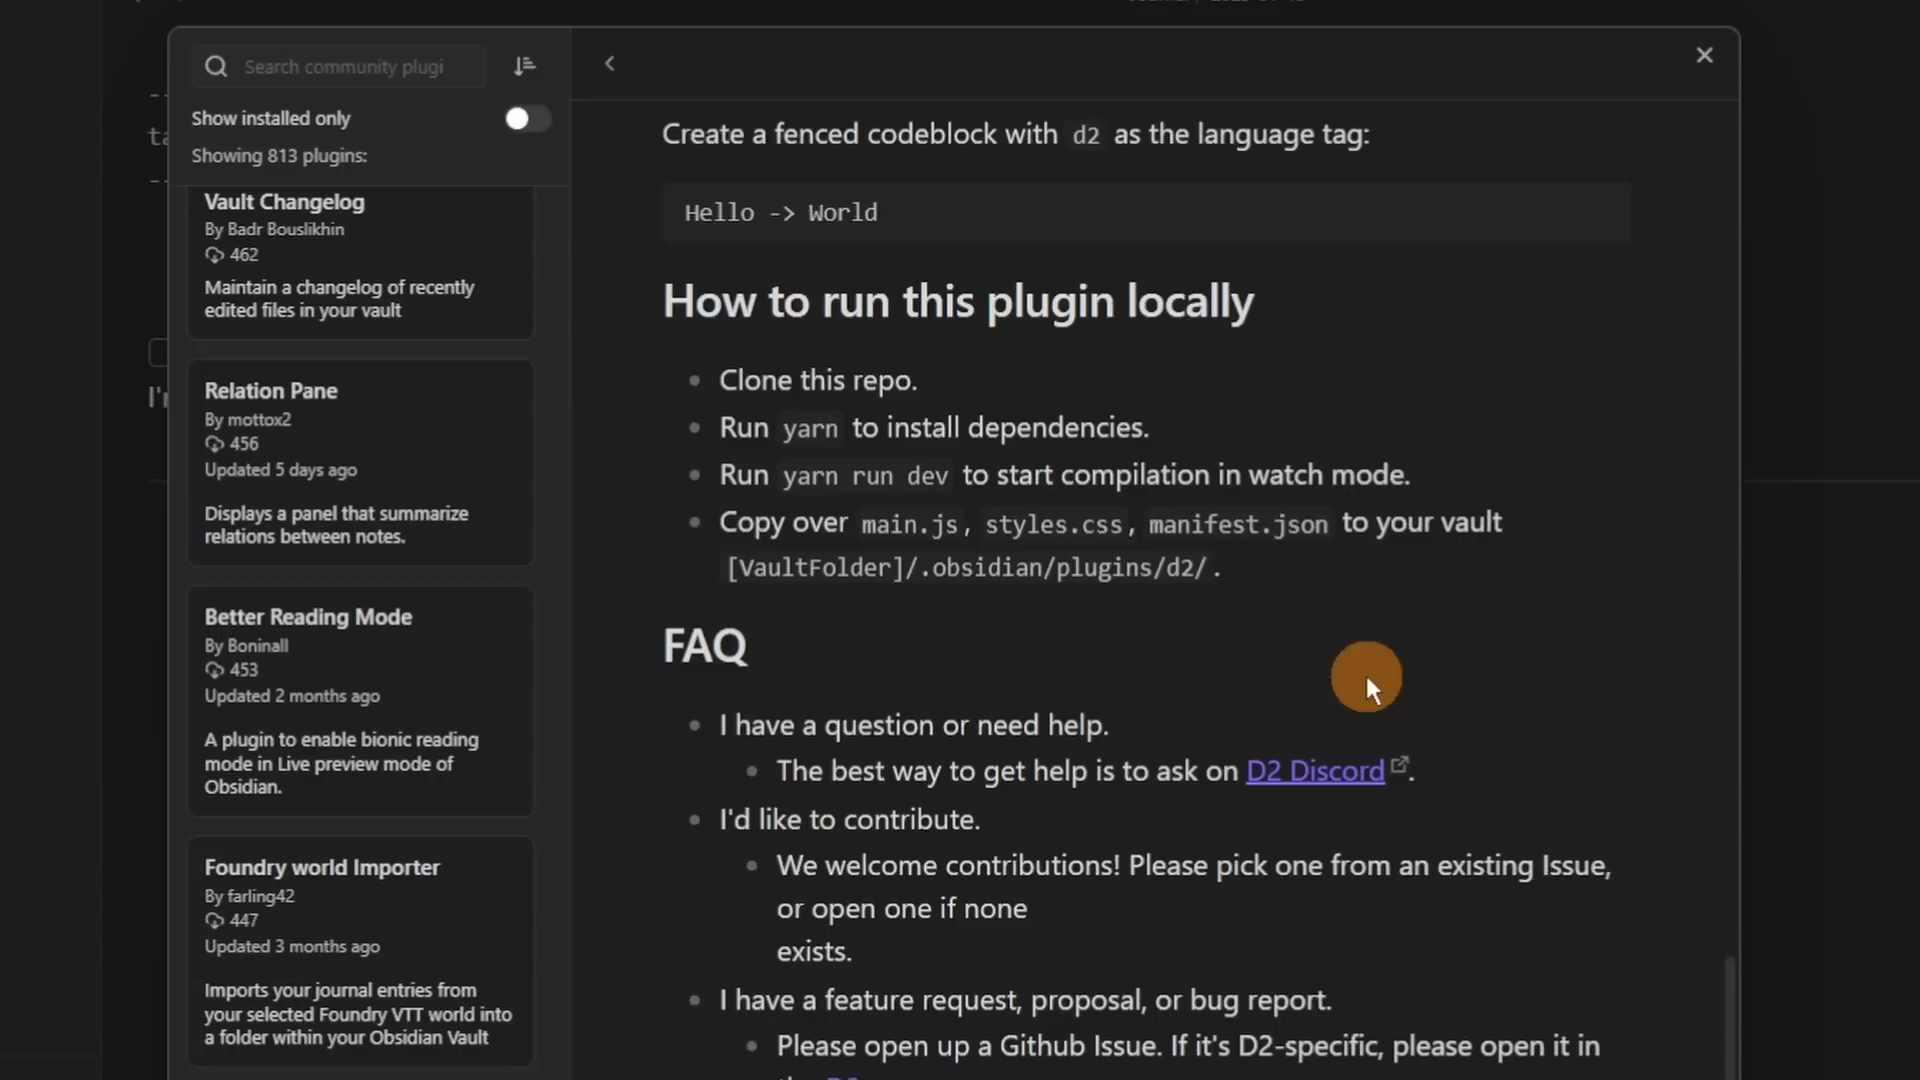 Search community plugi
Show installed only
Showing 813 plugins:
Vault Changelog
By Badr Bouslikhin
462
Maintain a changelog of recently
edited files in your vault
Relation Pane
By mottox2
456
Updated 5 days ago
Displays a panel that summarize
relations between notes.
Better Reading Mode
By Boninall
453
Updated 2 months ago
A plugin to enable bionic reading
mode in Live preview mode of
Obsidian.
Foundry world Importer
By farling42
447
Updated 3 months ago
Imports your journal entries from
your selected Foundry VTT world into
a folder within your Obsidian Vault
Create a fenced codeblock with d2 as the language tag:
Hello -> World
How to run this plugin locally
Clone this repo.
Run yarn to install dependencies.
Run yarn run dev to start compilation in watch mode.
Copy over main.js, styles.css, manifest.json to your vault
[VaultFolder]/.obsidian/plugins/d2/.
FAQ
I have a question or need help.
The best way to get help is to ask on D2 Discord.
I'd like to contribute.
We welcome contributions! Please pick one from an existing Issue,
or open one if none
exists.
I have a feature request, proposal, or bug report.
Please open up a Github Issue. If it's D2-specific, please open it in